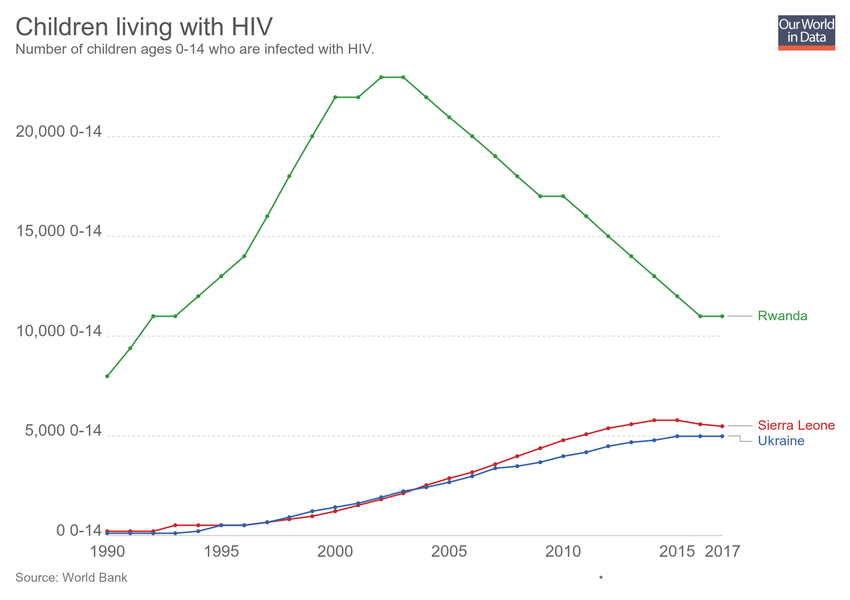 Children living with HIV
Number of children ages 0-14 who are infected with HIV.
Our World
in Data
20,000 0-14
15,000 0-14
10,000 0-14
5,000 0-14
0 0-14
Rwanda
Sierra Leone
Ukraine
1990 1995 2000 2005 2010 2015 2017
Source: World Bank